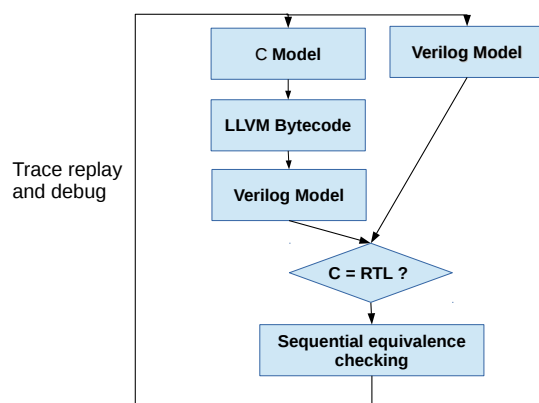 C Model
Verilog Model
LLVM Bytecode
Trace replay
and debug
Verilog Model
C = RTL ?
Sequential equivalence
checking